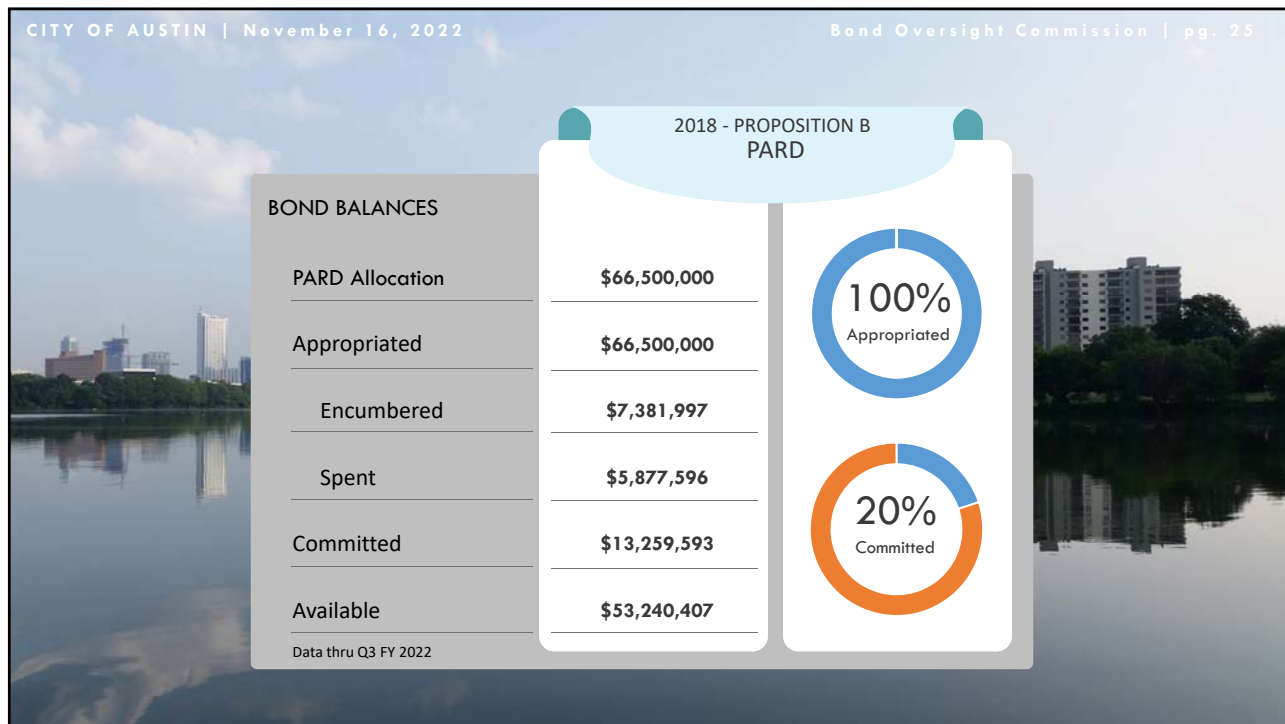 CITY OF AUSTIN | November 16, 2022
Bond Oversight Commission | pg. 25
2018 - PROPOSITION B
PARD
BOND BALANCES
PARD Allocation $66,500,000
Appropriated $66,500,000
Encumbered $7,381,997
Spent $5,877,596
Committed $13,259,593
Available $53,240,407
Data thru Q3 FY 2022
100%
Appropriated
20%
Committed